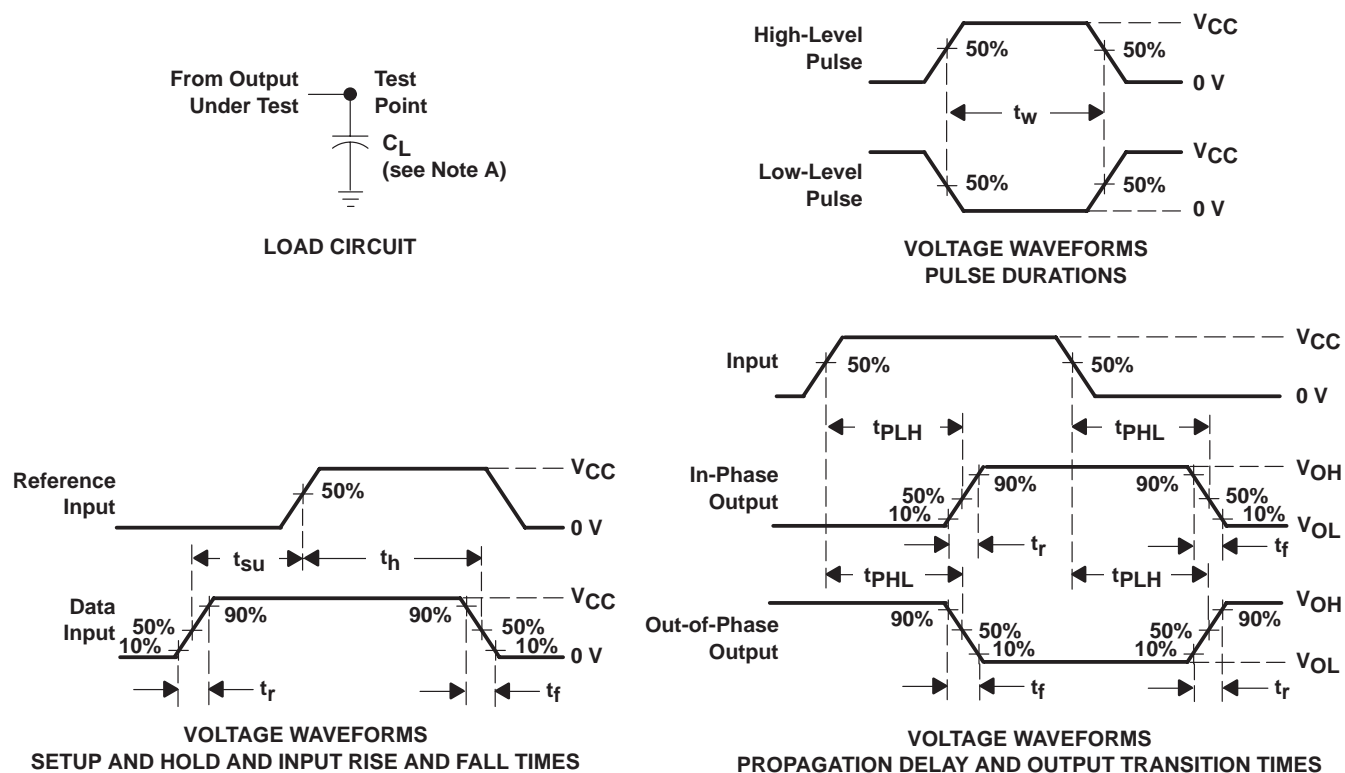 From Output
Under Test
Test
Point
CL
(see Note A)
LOAD CIRCUIT
High-Level
Pulse
50%
50%
VCC
0 V
tw
Low-Level
Pulse
50%
50%
VCC
0 V
VOLTAGE WAVEFORMS
PULSE DURATIONS
Reference
Input
50%
VCC
0 V
tsu
th
Data
Input
50%
10%
90%
90%
50%
10%
VCC
0 V
tr
tf
VOLTAGE WAVEFORMS
SETUP AND HOLD AND INPUT RISE AND FALL TIMES
Input
50%
50%
VCC
0 V
tPLH
tPHL
In-Phase
Output
50%
10%
90%
90%
50%
10%
VOH
VOL
tr
tf
tPHL
tPLH
Out-of-Phase
Output
90%
50%
10%
50%
10%
90%
VOH
VOL
tf
tr
VOLTAGE WAVEFORMS
PROPAGATION DELAY AND OUTPUT TRANSITION TIMES